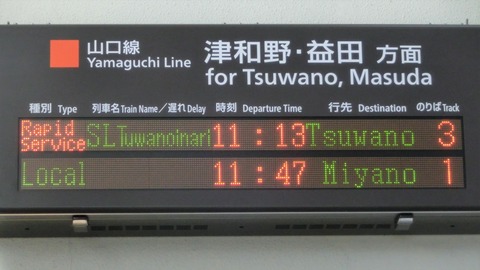 山口線 津和野・益田 方面
Yamaguchi Line for Tsuwano, Masuda
種別 Type 列車名 Train Name／遅れ Delay 時刻 Departure Time 行先 Destination のりば Track
Rapid Service SLTuwanoinari 11:13 Tsuwano 3
Local 11:47 Miyano 1